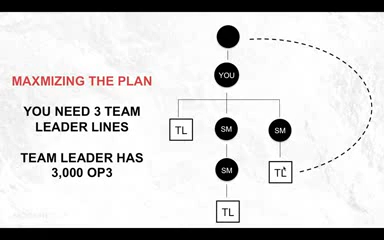 MAXMIZING THE PLAN
YOU NEED 3 TEAM
LEADER LINES
TEAM LEADER HAS
3,000 OP3
YOU
TL
SM
SM
SM
TL
TL